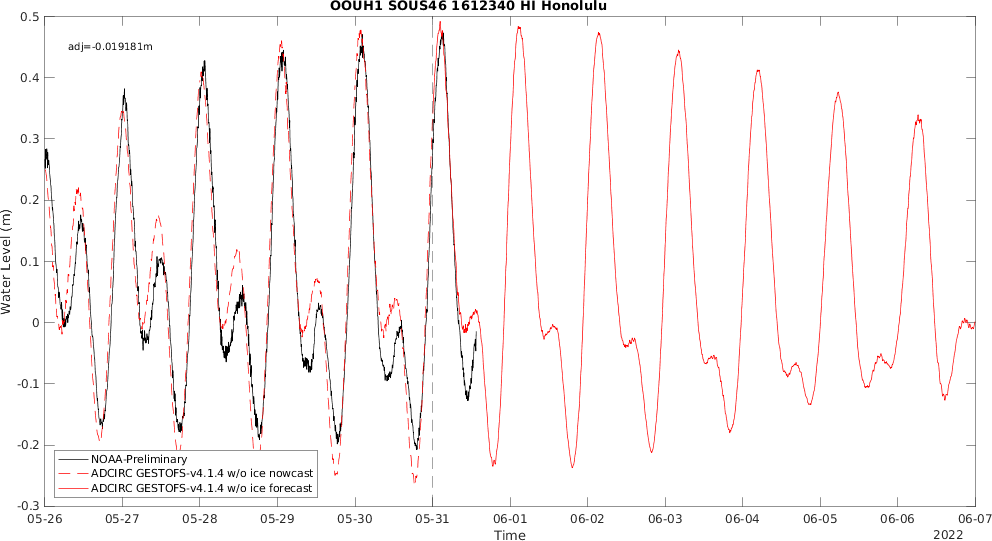 OOUH1 SOUS46 1612340 HI Honolulu
adj=-0.019181m
0.5
0.4
0.3
0.2
0.1
0
-0.1
-0.2
-0.3
Water Level (m)
NOAA-Preliminary
ADCIRC GESTOFS-v4.1.4 w/o ice nowcast
ADCIRC GESTOFS-v4.1.4 w/o ice forecast
05-26 05-27 05-28 05-29 05-30 05-31 06-01 06-02 06-03 06-04 06-05 06-06 06-07
Time
2022